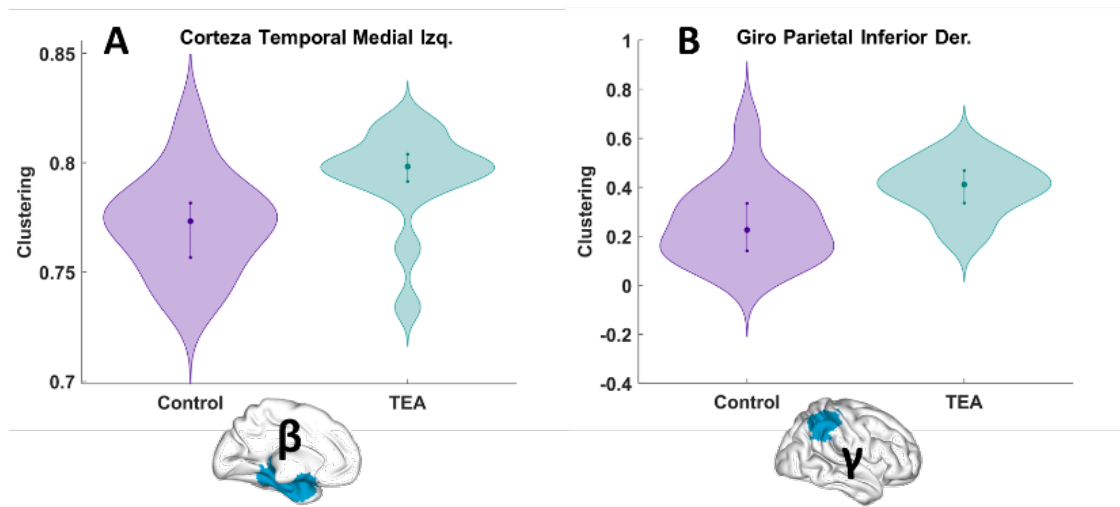 A
Corteza Temporal Medial Izq.
0.85
0.8
0.75
0.7
Clustering
Control
TEA
β
B
Giro Parietal Inferior Der.
1
0.8
0.6
0.4
0.2
0
-0.2
-0.4
Clustering
Control
TEA
γ